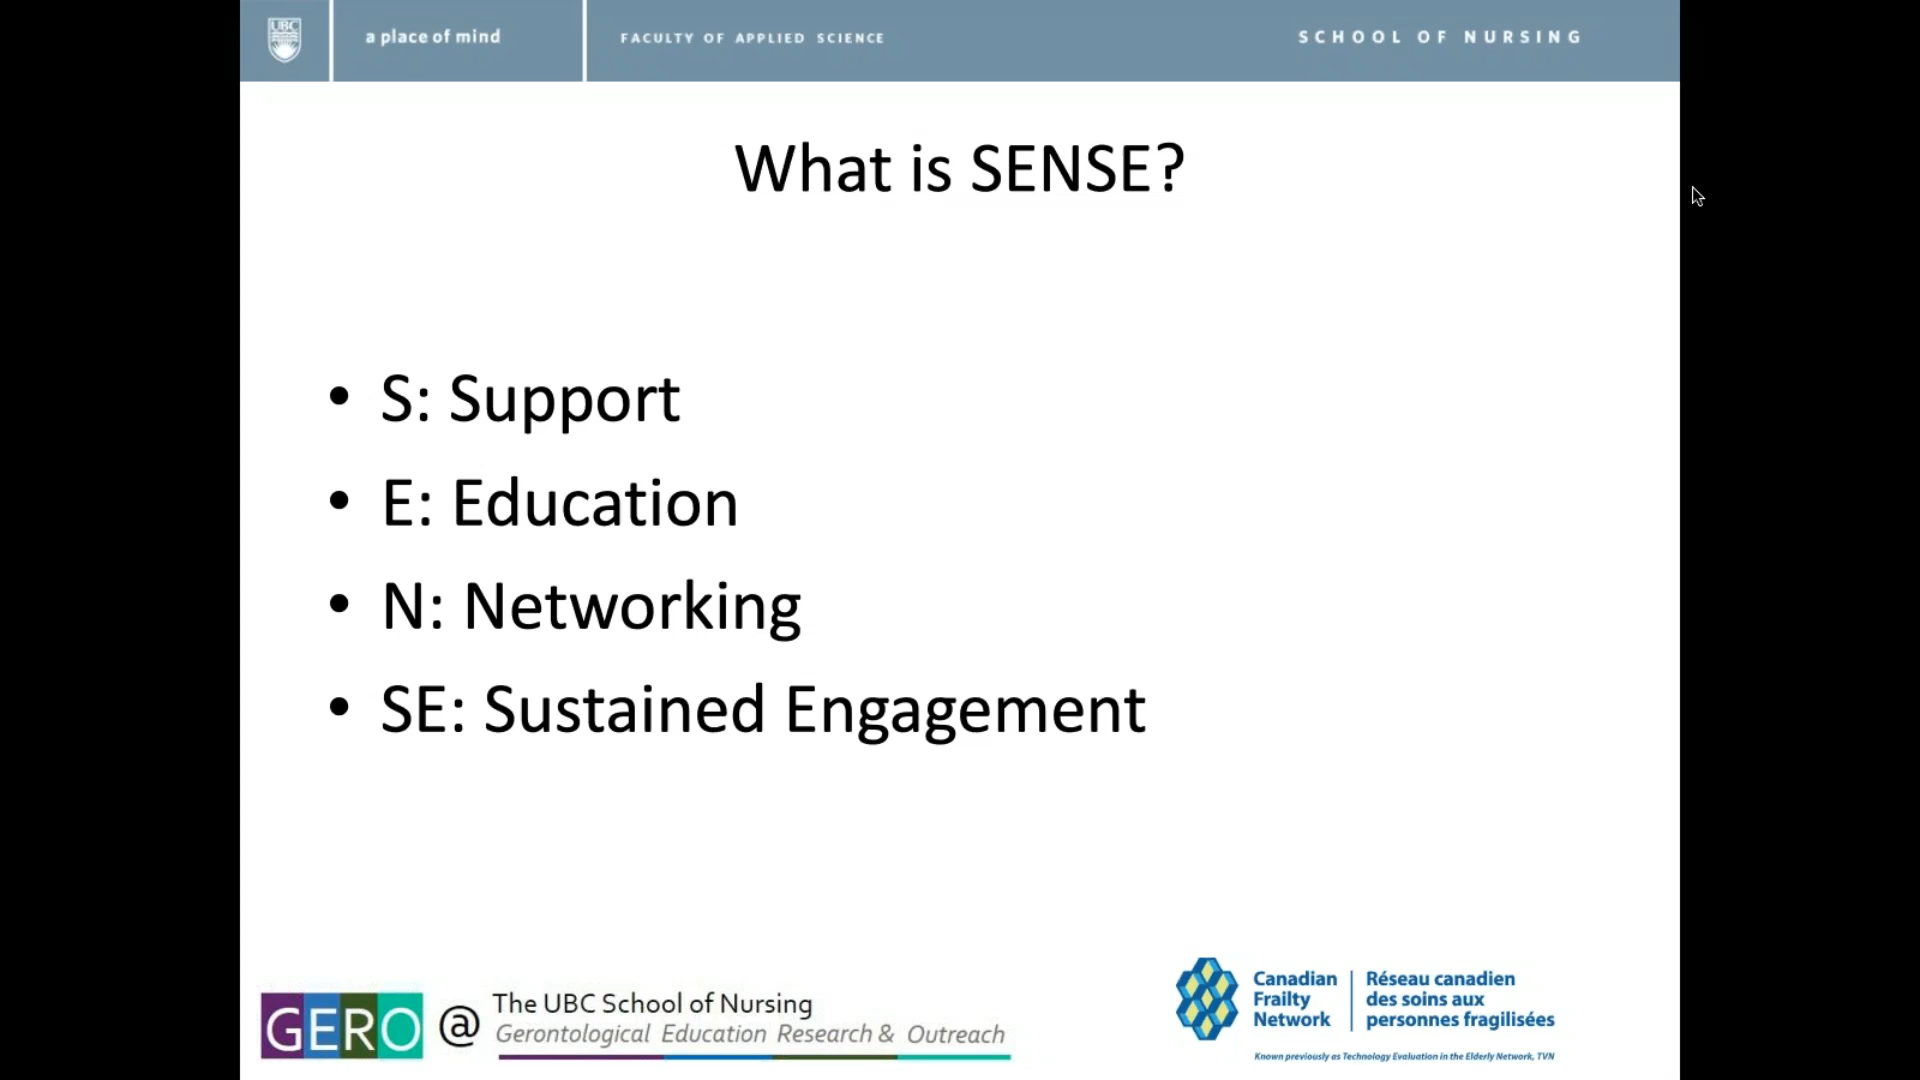 UBC
a place of mind
FACULTY OF APPLIED SCIENCE
SCHOOL OF NURSING
What is SENSE?
• S: Support
• E: Education
• N: Networking
• SE: Sustained Engagement
GERO @ The UBC School of Nursing
Gerontological Education Research & Outreach
Canadian
Frailty
Network
Réseau canadien
des soins aux
personnes fragilisées
Known previously as Technology Evaluation in the Elderly Network, TVN